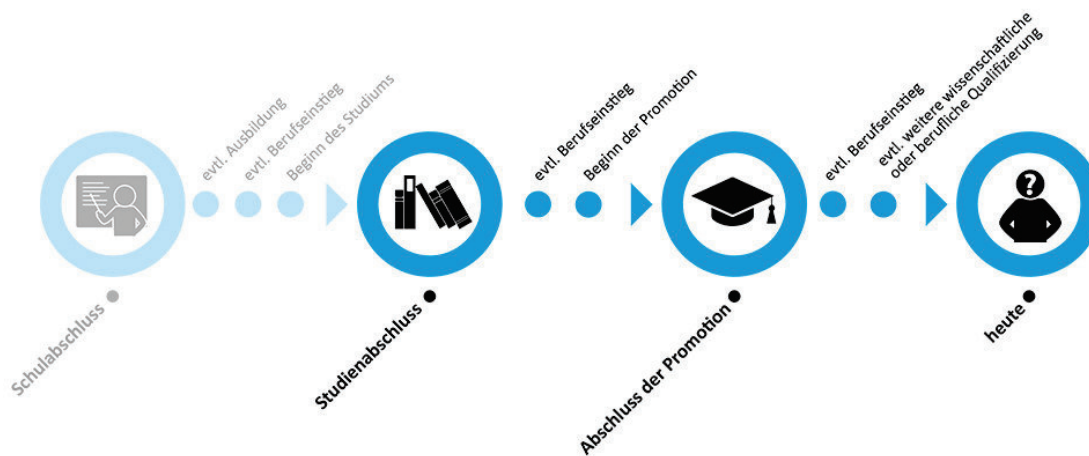 Schulabschluss
evtl. Ausbildung
evtl. Berufseinstieg
Beginn des Studiums
Studienabschluss
evtl. Berufseinstieg
Beginn der Promotion
Abschluss der Promotion
evtl. Berufseinstieg
evtl. weitere wissenschaftliche
oder berufliche Qualifizierung
?
heute